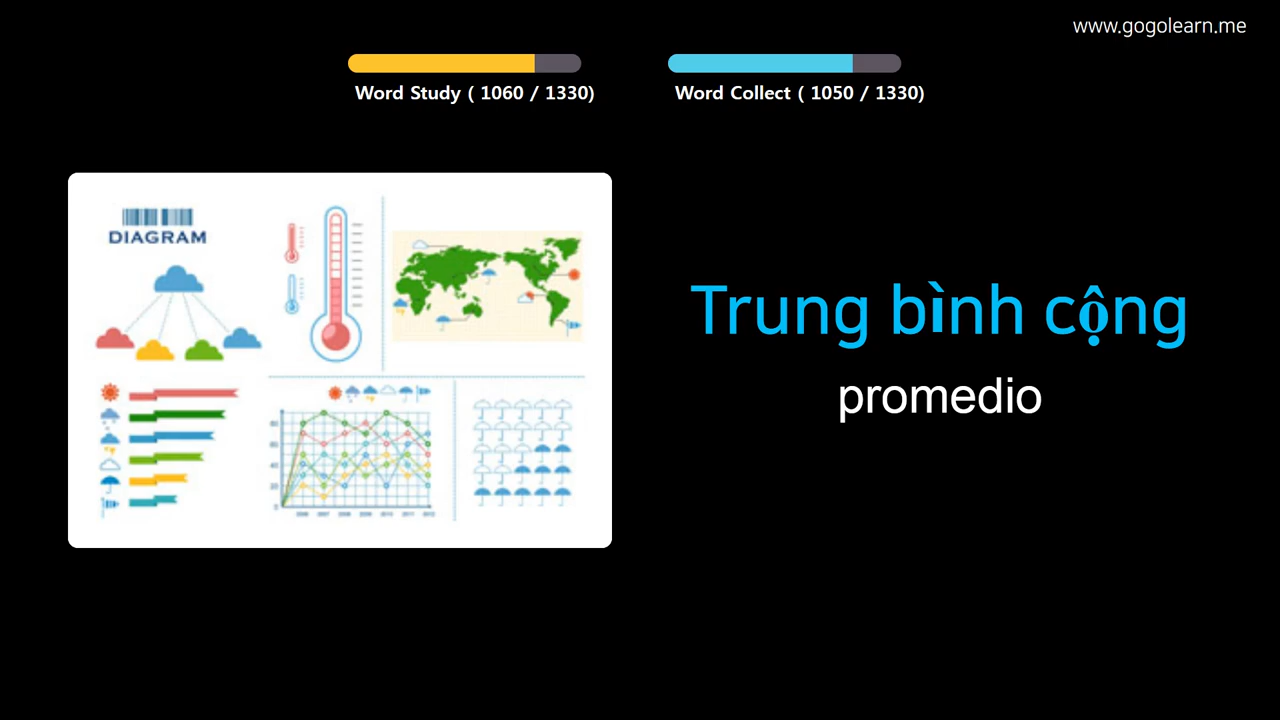 www.gogolearn.me
Word Study ( 1060 / 1330)
Word Collect ( 1050 / 1330)
DIAGRAM
Trung bình cộng
promedio